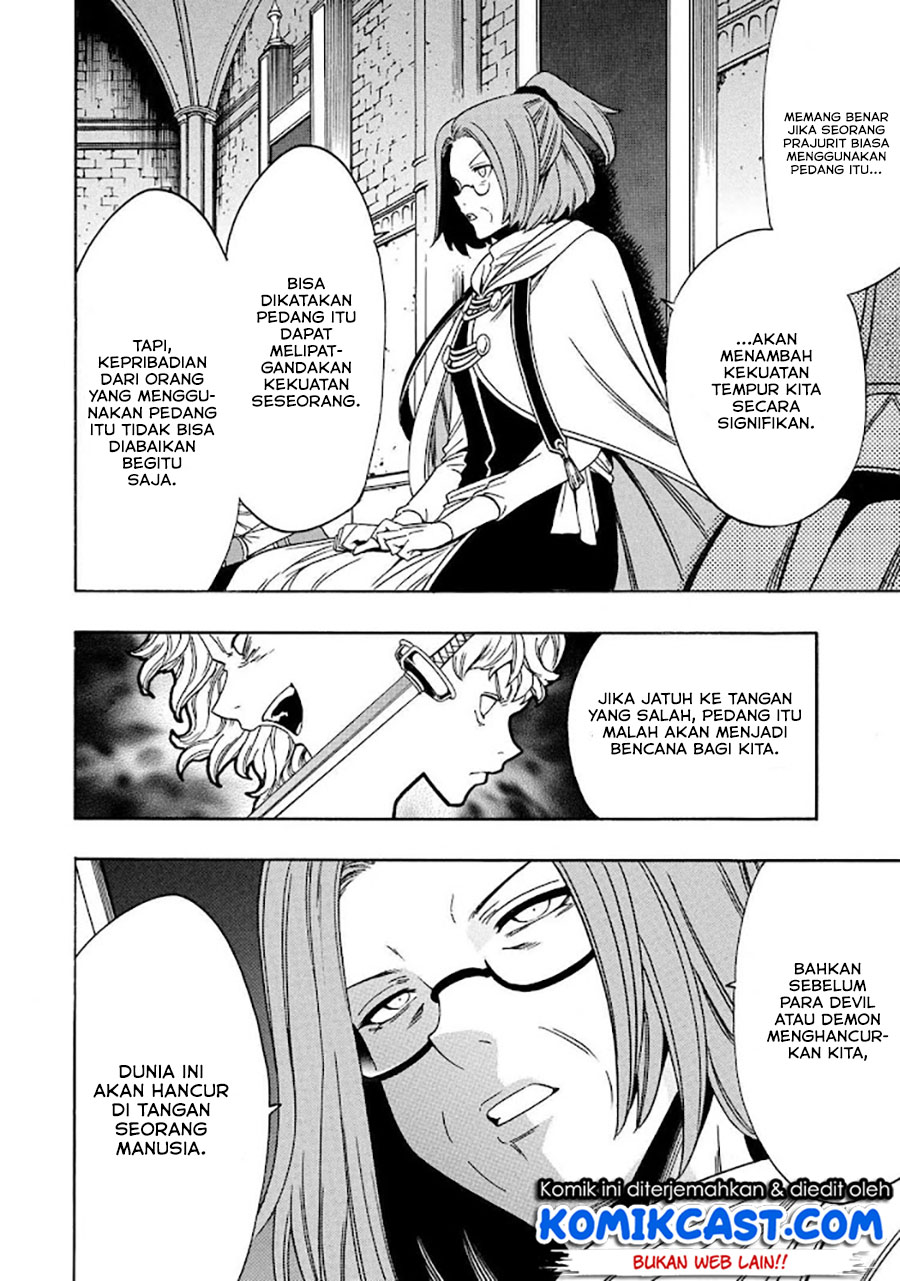 MEMANG BENAR
JIKA SEORANG
PRAJURIT BIASA
MENGGUNAKAN
PEDANG ITU...
...AKAN
MENAMBAH
KEKUATAN
TEMPUR KITA
SECARA
SIGNIFIKAN.
BISA
DIKATAKAN
PEDANG ITU
DAPAT
MELIPAT-
GANDAKAN
KEKUATAN
SESEORANG.
TAPI,
KEPRIBADIAN
DARI ORANG
YANG MENGGU-
NAKAN PEDANG
ITU TIDAK BISA
DIABAIKAN
BEGITU
SAJA.
JIKA JATUH KE TANGAN
YANG SALAH, PEDANG ITU
MALAH AKAN MENJADI
BENCANA BAGI KITA.
BAHKAN
SEBELUM
PARA DEVIL
ATAU DEMON
MENGHANCUR-
KAN KITA,
DUNIA INI
AKAN HANCUR
DI TANGAN
SEORANG
MANUSIA.
Komik ini diterjemahkan & diedit oleh
KOMIKCAST.COM
BUKAN WEB LAIN!!